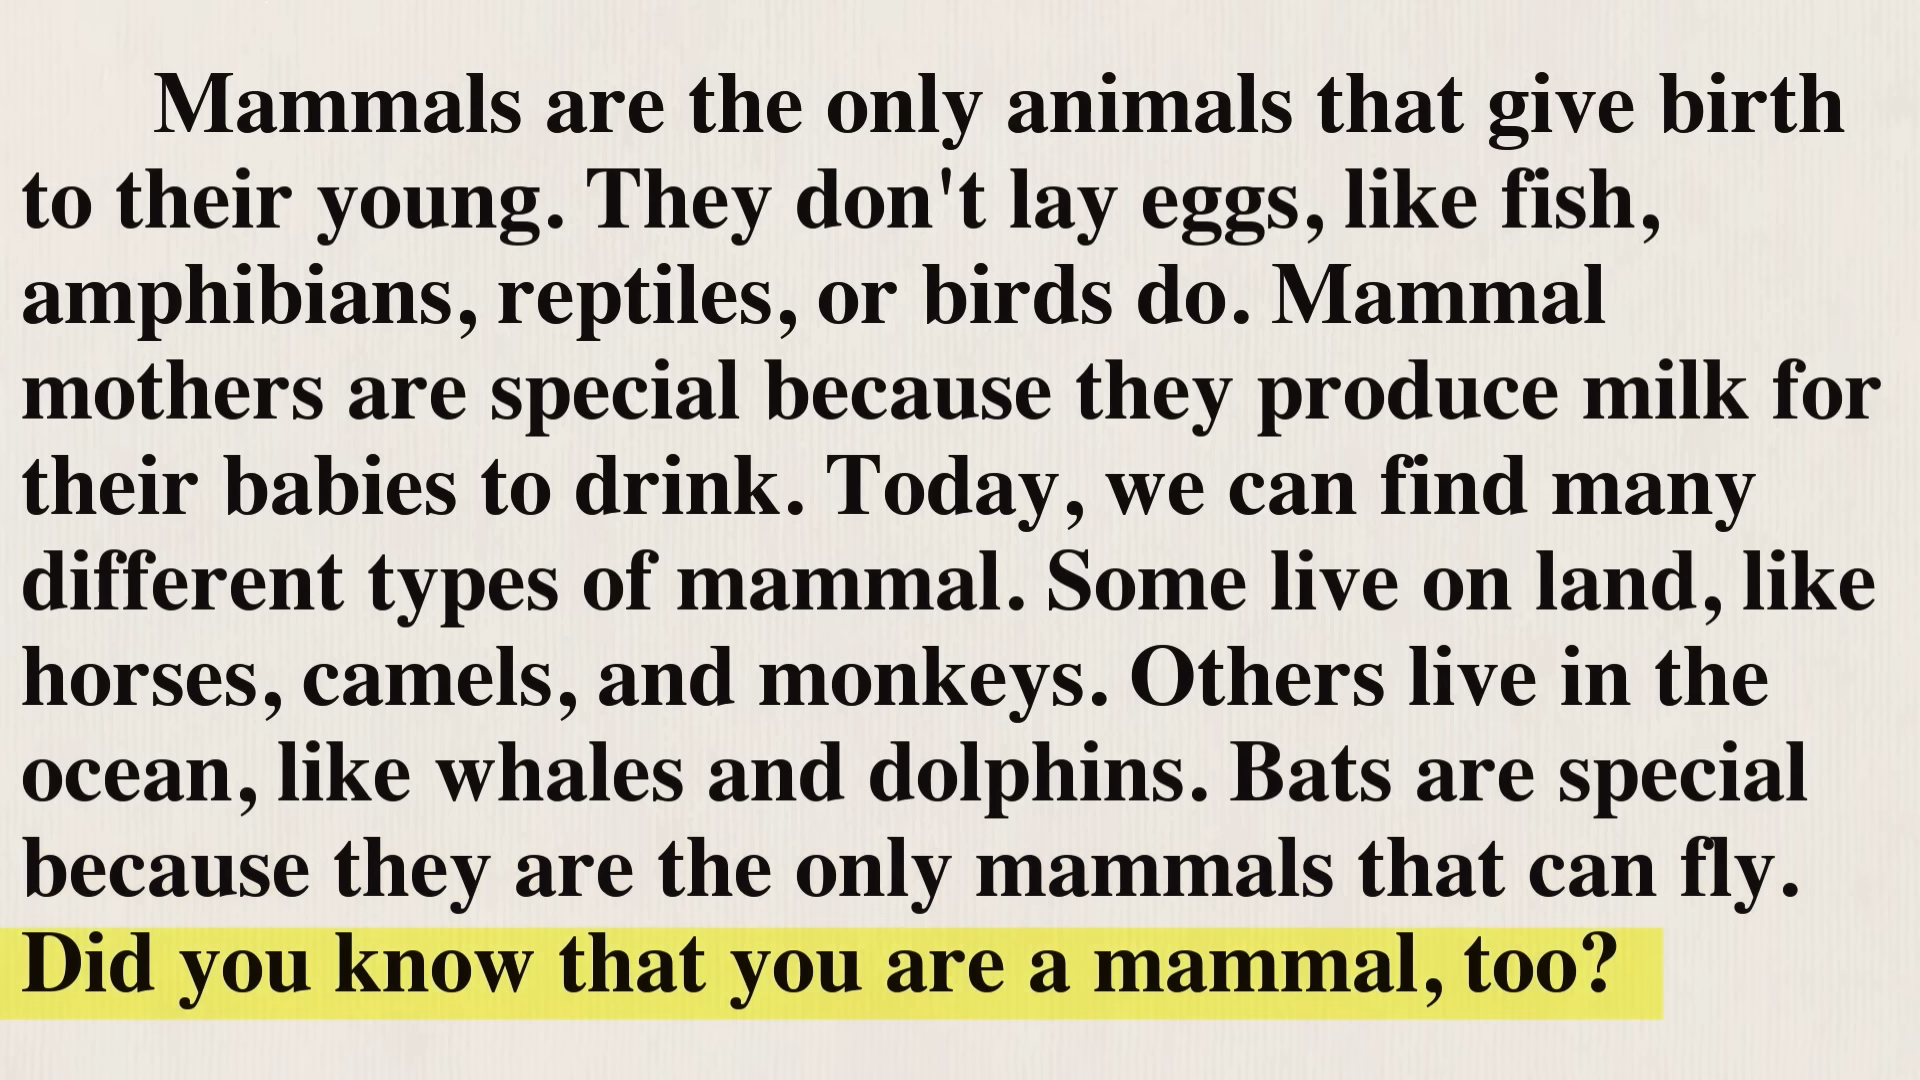 Mammals are the only animals that give birth
to their young. They don't lay eggs, like fish,
amphibians, reptiles, or birds do. Mammal
mothers are special because they produce milk for
their babies to drink. Today, we can find many
different types of mammal. Some live on land, like
horses, camels, and monkeys. Others live in the
ocean, like whales and dolphins. Bats are special
because they are the only mammals that can fly.
Did you know that you are a mammal, too?